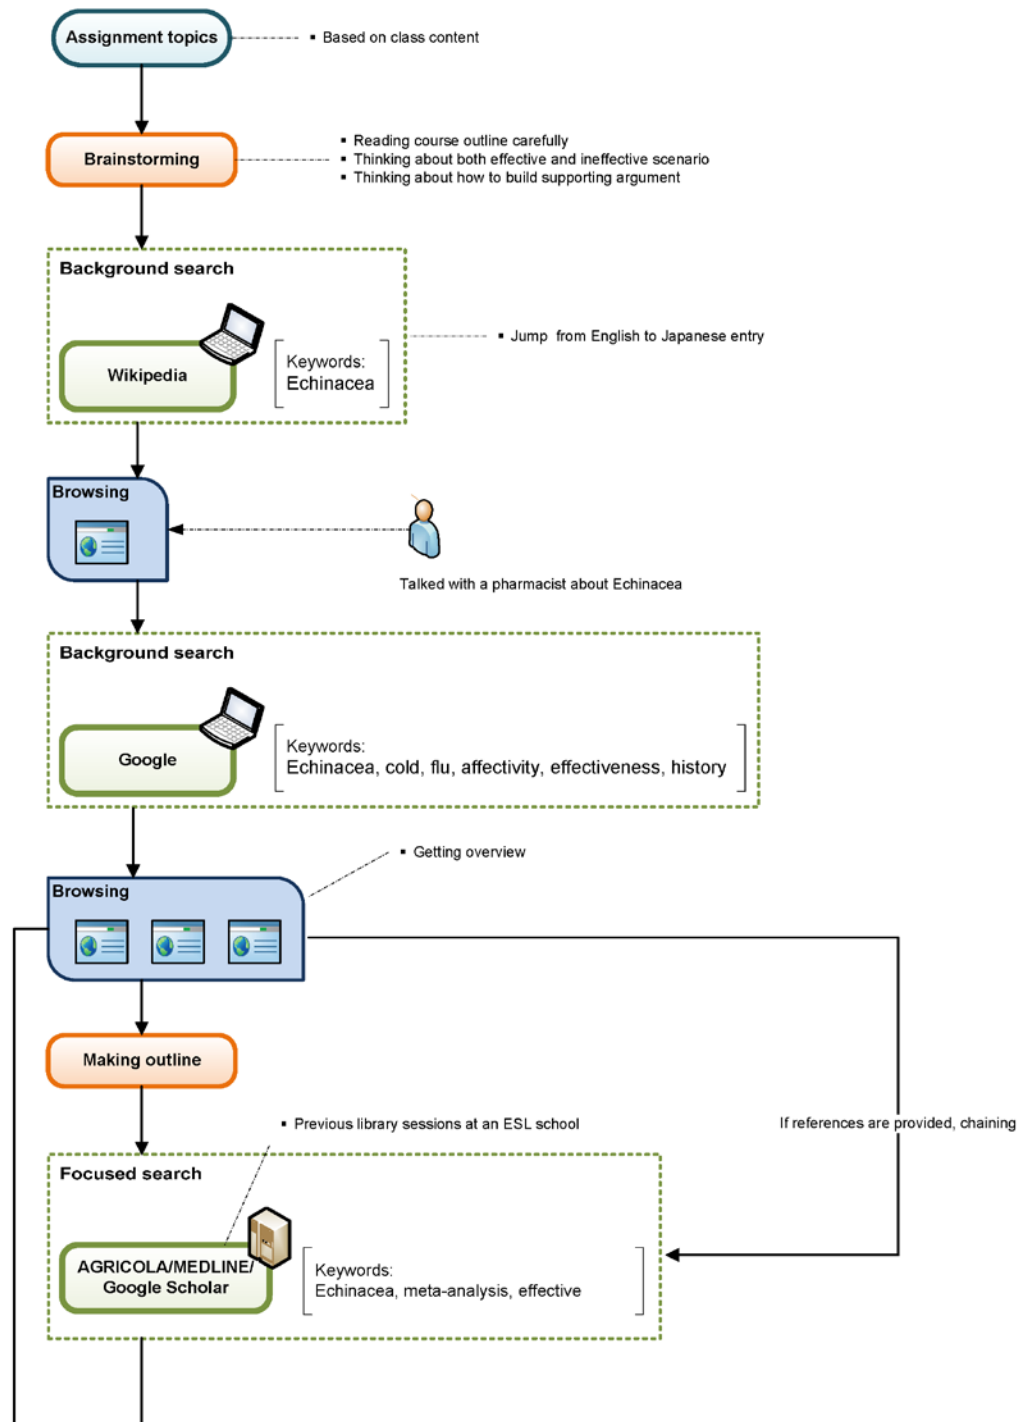 Assignment topics
▪ Based on class content
Brainstorming
▪ Reading course outline carefully
▪ Thinking about both effective and ineffective scenario
▪ Thinking about how to build supporting argument
Background search
Wikipedia
Keywords:
Echinacea
▪ Jump from English to Japanese entry
Browsing
Talked with a pharmacist about Echinacea
Background search
Google
Keywords:
Echinacea, cold, flu, affectivity, effectiveness, history
▪ Getting overview
Browsing
Making outline
▪ Previous library sessions at an ESL school
If references are provided, chaining
Focused search
AGRICOLA/MEDLINE/
Google Scholar
Keywords:
Echinacea, meta-analysis, effective